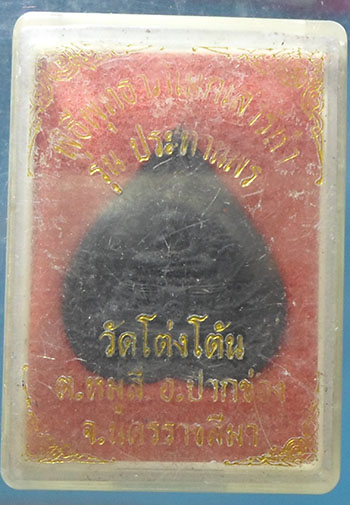 รุ่น ประทานพร
วัดโต่งโต้น
ต.หมูสี อ.ปากช่อง
จ.นครราชสีมา